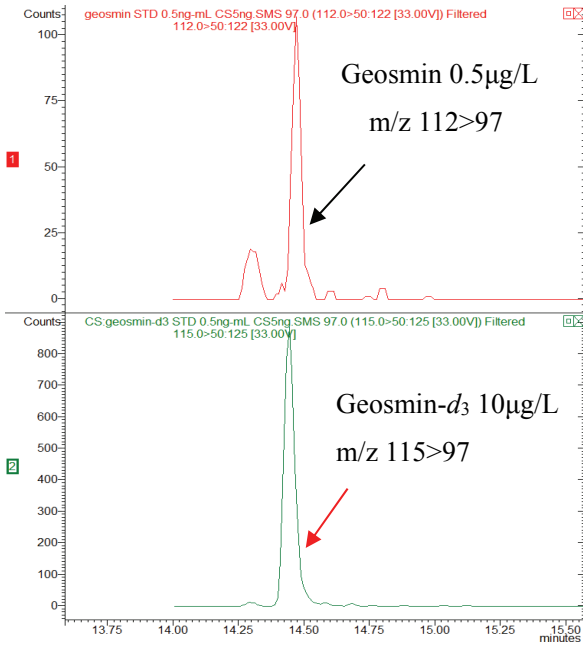 Counts
geosmin STD 0.5ng-mL CS5ng.SMS 97.0 (112.0>50:122 [33.00V]) Filtered
112.0>50:122 [33.00V]
100
75
50
25
0
1
Geosmin 0.5μg/L
m/z 112>97
Counts
CS:geosmin-d3 STD 0.5ng-mL CS5ng.SMS 97.0 (115.0>50:125 [33.00V]) Filtered
115.0>50:125 [33.00V]
800
700
600
500
400
300
200
100
0
2
Geosmin-d₃ 10μg/L
m/z 115>97
13.75 14.00 14.25 14.50 14.75 15.00 15.25 15.50
minutes